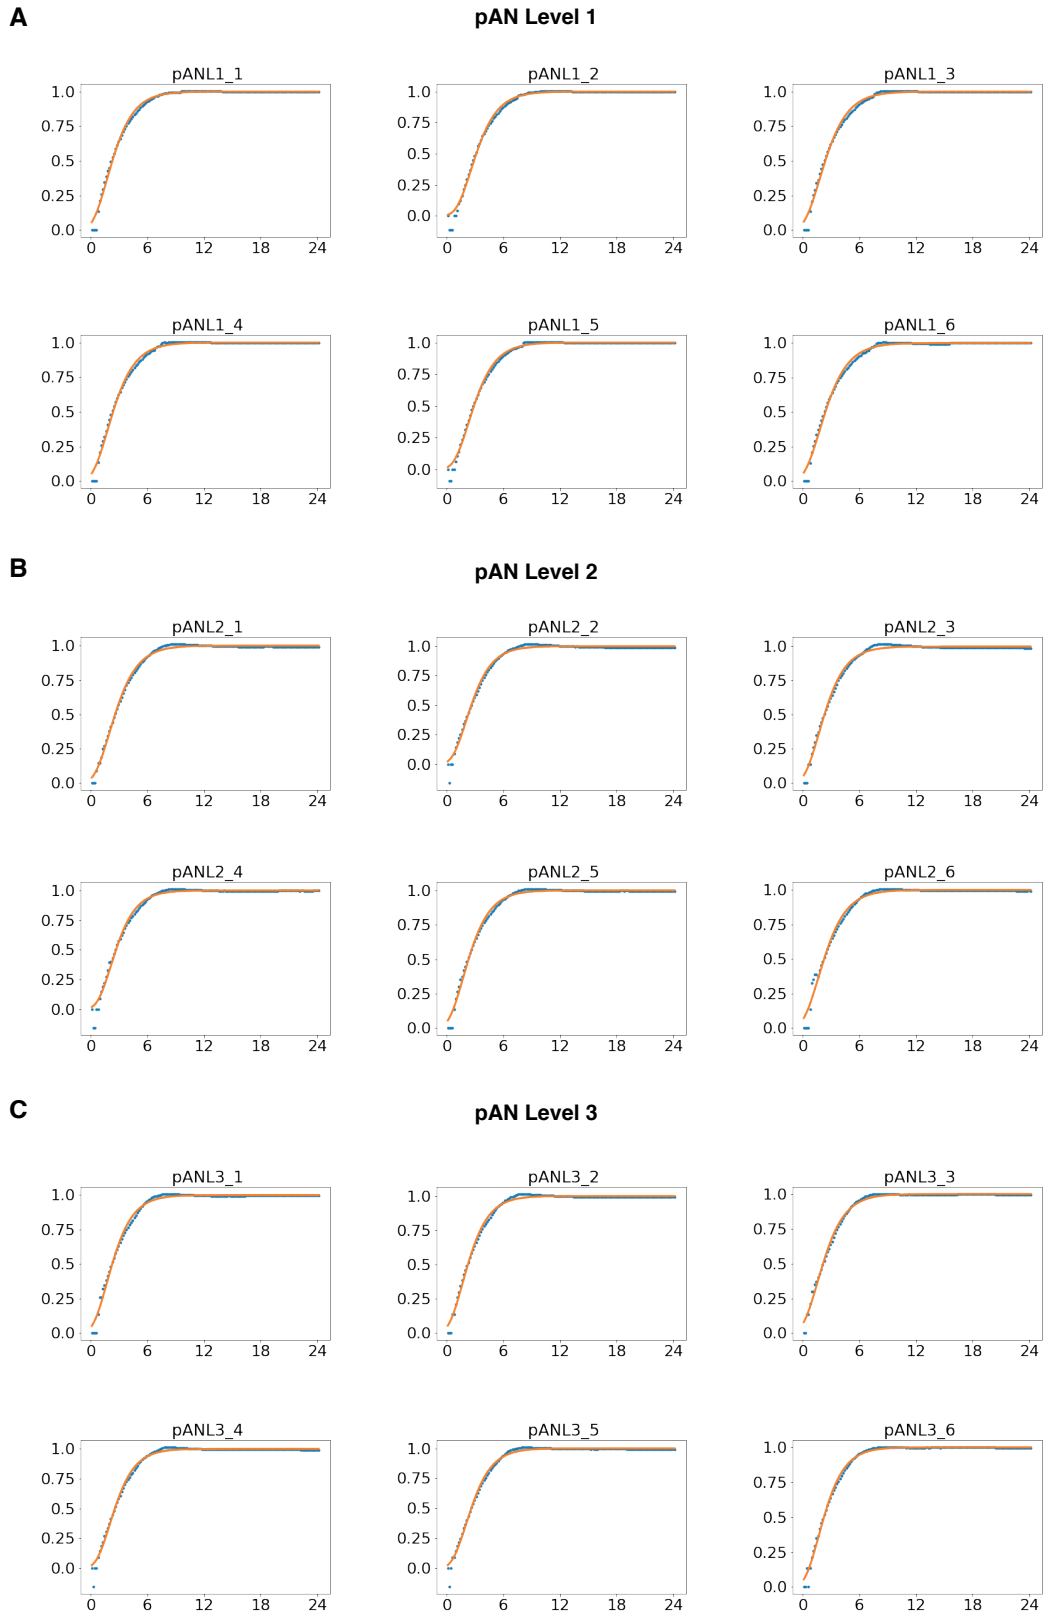 A
pAN Level 1
pANL1_1 pANL1_2 pANL1_3
1.0 1.0 1.0
0.75 0.75 0.75
0.5 0.5 0.5
0.25 0.25 0.25
0.0 0.0 0.0
0 6 12 18 24 0 6 12 18 24 0 6 12 18 24
pANL1_4 pANL1_5 pANL1_6
1.0 1.0 1.0
0.75 0.75 0.75
0.5 0.5 0.5
0.25 0.25 0.25
0.0 0.0 0.0
0 6 12 18 24 0 6 12 18 24 0 6 12 18 24
B
pAN Level 2
pANL2_1 pANL2_2 pANL2_3
1.0 1.0 1.0
0.75 0.75 0.75
0.5 0.5 0.5
0.25 0.25 0.25
0.0 0.0 0.0
0 6 12 18 24 0 6 12 18 24 0 6 12 18 24
pANL2_4 pANL2_5 pANL2_6
1.0 1.0 1.0
0.75 0.75 0.75
0.5 0.5 0.5
0.25 0.25 0.25
0.0 0.0 0.0
0 6 12 18 24 0 6 12 18 24 0 6 12 18 24
C
pAN Level 3
pANL3_1 pANL3_2 pANL3_3
1.0 1.0 1.0
0.75 0.75 0.75
0.5 0.5 0.5
0.25 0.25 0.25
0.0 0.0 0.0
0 6 12 18 24 0 6 12 18 24 0 6 12 18 24
pANL3_4 pANL3_5 pANL3_6
1.0 1.0 1.0
0.75 0.75 0.75
0.5 0.5 0.5
0.25 0.25 0.25
0.0 0.0 0.0
0 6 12 18 24 0 6 12 18 24 0 6 12 18 24